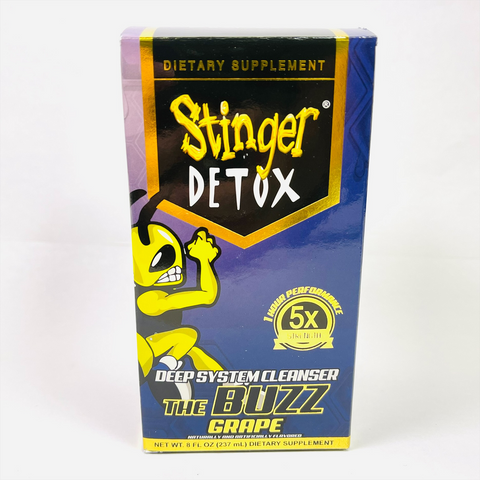 DIETARY SUPPLEMENT
Stinger®
DETOX
1 HOUR PERFORMANCE
5x
STRENGTH
DEEP SYSTEM CLEANSER
THE BUZZ
GRAPE
NATURALLY AND ARTIFICIALLY FLAVORED
NET WT. 8 FL OZ (237 mL) DIETARY SUPPLEMENT